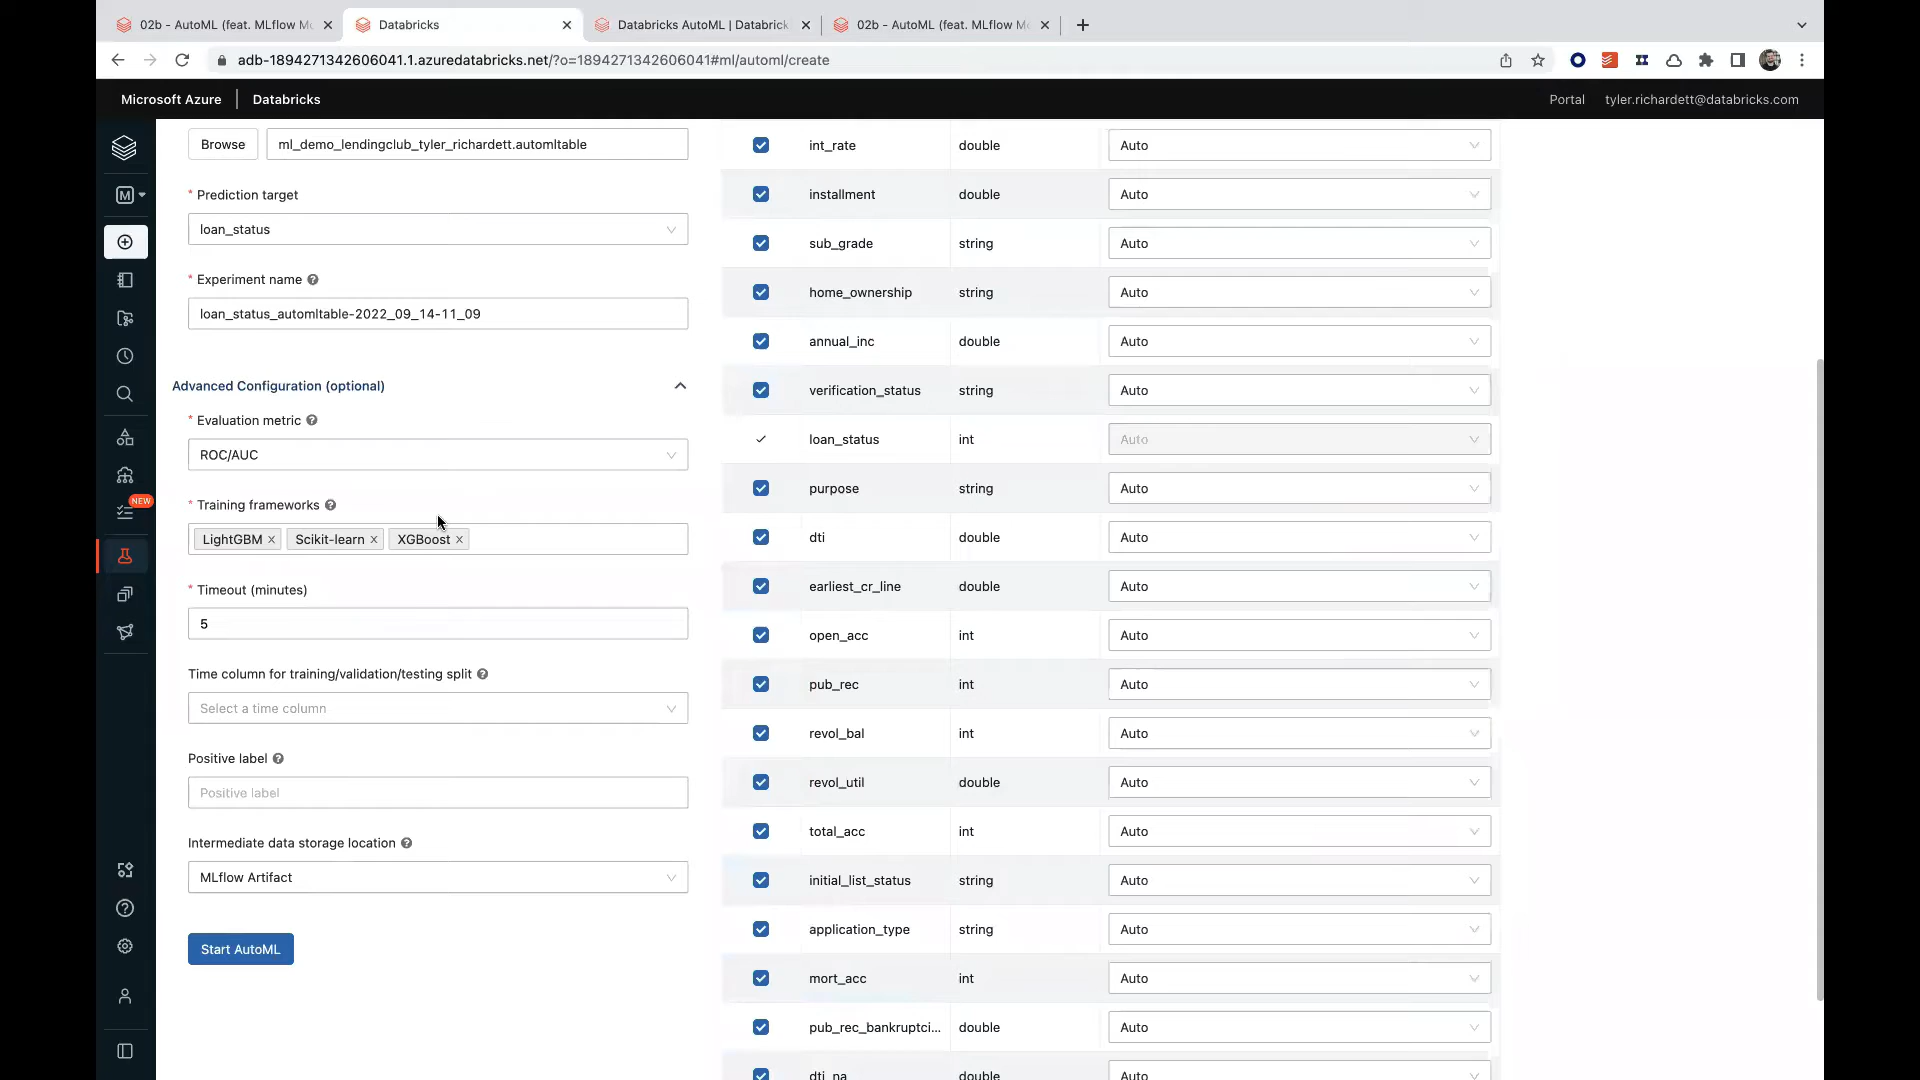 02b - AutoML (feat. MLflow M
Databricks
Databricks AutoML | Databrick
02b - AutoML (feat. MLflow M
adb-1894271342606041.1.azuredatabricks.net/?o=1894271342606041#ml/automl/create
Microsoft Azure | Databricks
Portal
tyler.richardett@databricks.com
M
NEW
Browse
ml_demo_lendingclub_tyler_richardett.automltable
* Prediction target
loan_status
* Experiment name
loan_status_automltable-2022_09_14-11_09
Advanced Configuration (optional)
* Evaluation metric
ROC/AUC
* Training frameworks
LightGBM × Scikit-learn × XGBoost ×
* Timeout (minutes)
5
Time column for training/validation/testing split
Select a time column
Positive label
Positive label
Intermediate data storage location
MLflow Artifact
Start AutoML
int_rate double Auto
installment double Auto
sub_grade string Auto
home_ownership string Auto
annual_inc double Auto
verification_status string Auto
loan_status int Auto
purpose string Auto
dti double Auto
earliest_cr_line double Auto
open_acc int Auto
pub_rec int Auto
revol_bal int Auto
revol_util double Auto
total_acc int Auto
initial_list_status string Auto
application_type string Auto
mort_acc int Auto
pub_rec_bankruptci... double Auto
dti_na double Auto